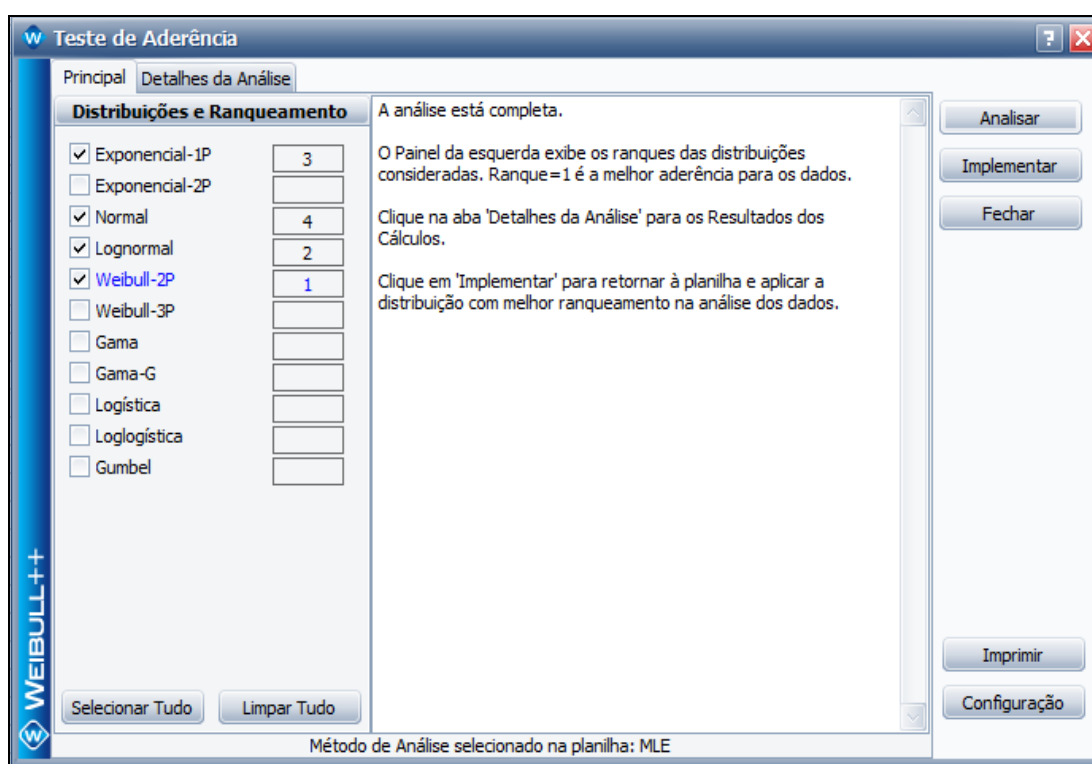 Teste de Aderência
Principal
Detalhes da Análise
Distribuições e Ranqueamento
Exponencial-1P 3
Exponencial-2P
Normal 4
Lognormal 2
Weibull-2P 1
Weibull-3P
Gama
Gama-G
Logística
Loglogística
Gumbel
Selecionar Tudo
Limpar Tudo
A análise está completa.
O Painel da esquerda exibe os ranques das distribuições
consideradas. Ranque=1 é a melhor aderência para os dados.
Clique na aba 'Detalhes da Análise' para os Resultados dos
Cálculos.
Clique em 'Implementar' para retornar à planilha e aplicar a
distribuição com melhor ranqueamento na análise dos dados.
Analisar
Implementar
Fechar
Imprimir
Configuração
Método de Análise selecionado na planilha: MLE
WEIBULL++